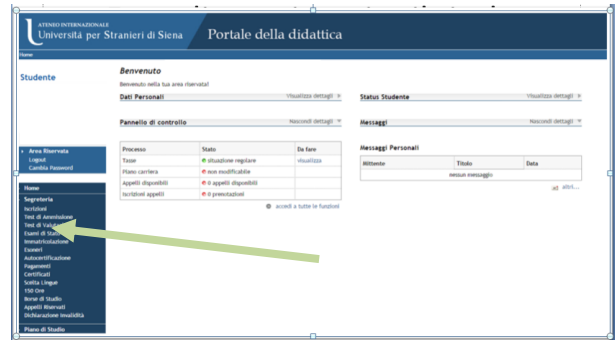 ATENEO INTERNAZIONALE
Università per Stranieri di Siena
Portale della didattica
Home
Studente
Benvenuto
Benvenuto nella tua area riservata!
Dati Personali
Visualizza dettagli
Status Studente
Visualizza dettagli
Pannello di controllo
Nascondi dettagli
Messaggi
Nascondi dettagli
Processo Stato Da fare
Tasse situazione regolare visualizza
Piano carriera non modificabile
Appelli disponibili 0 appelli disponibili
Iscrizioni appelli 0 prenotazioni
accedi a tutte le funzioni
Messaggi Personali
Mittente Titolo Data
nessun messaggio
altri...
Area Riservata
Logout
Cambia Password
Home
Segreteria
Iscrizioni
Test di Ammissione
Test di
Esami di
Immatricolazione
Esoneri
Autocertificazione
Pagamenti
Certificati
Scelta Lingue
150 Ore
Borse di Studio
Appelli Riservati
Dichiarazione Invalidità
Piano di Studio